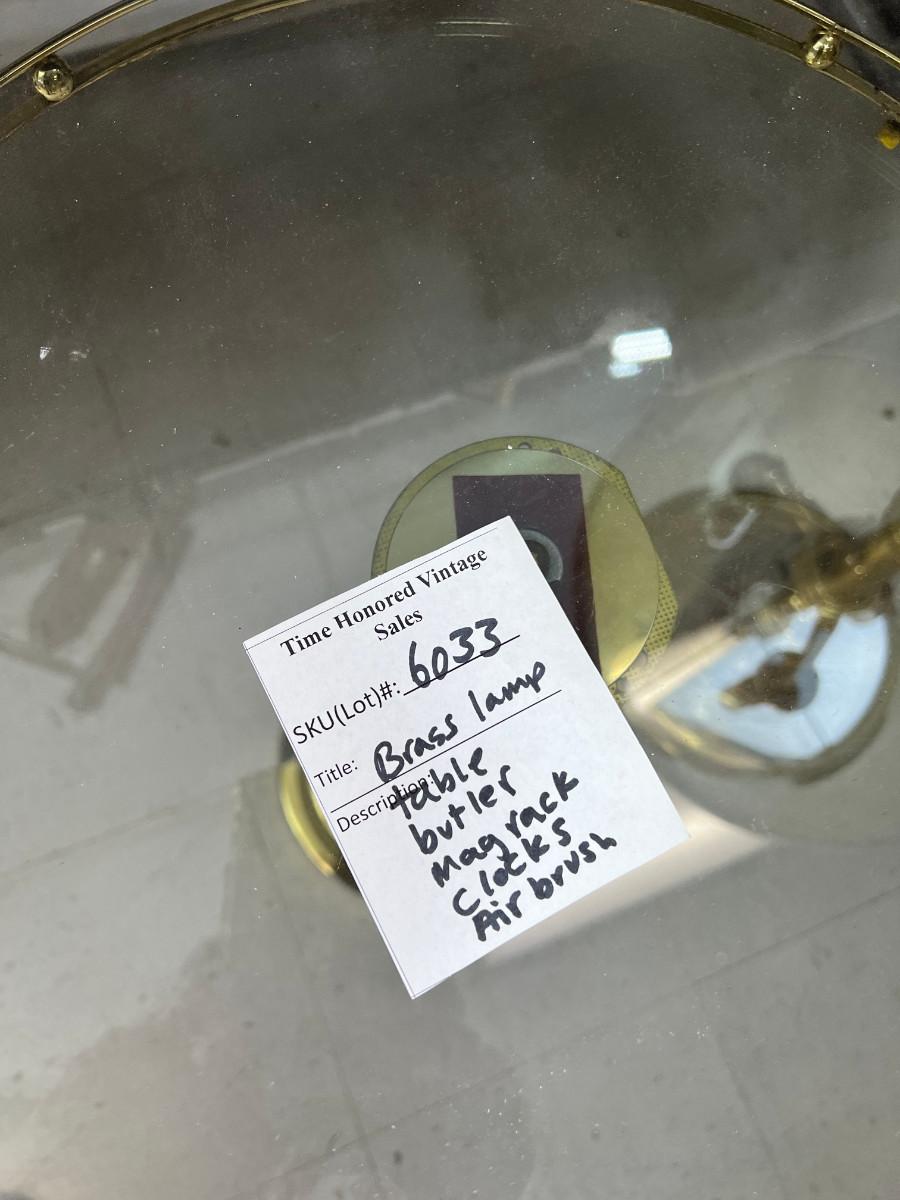 Time Honored Vintage
Sales
SKU(Lot)#: 6033
Title: Brass lamp
Description: table
butler
Mag rack
Clocks
Air brush